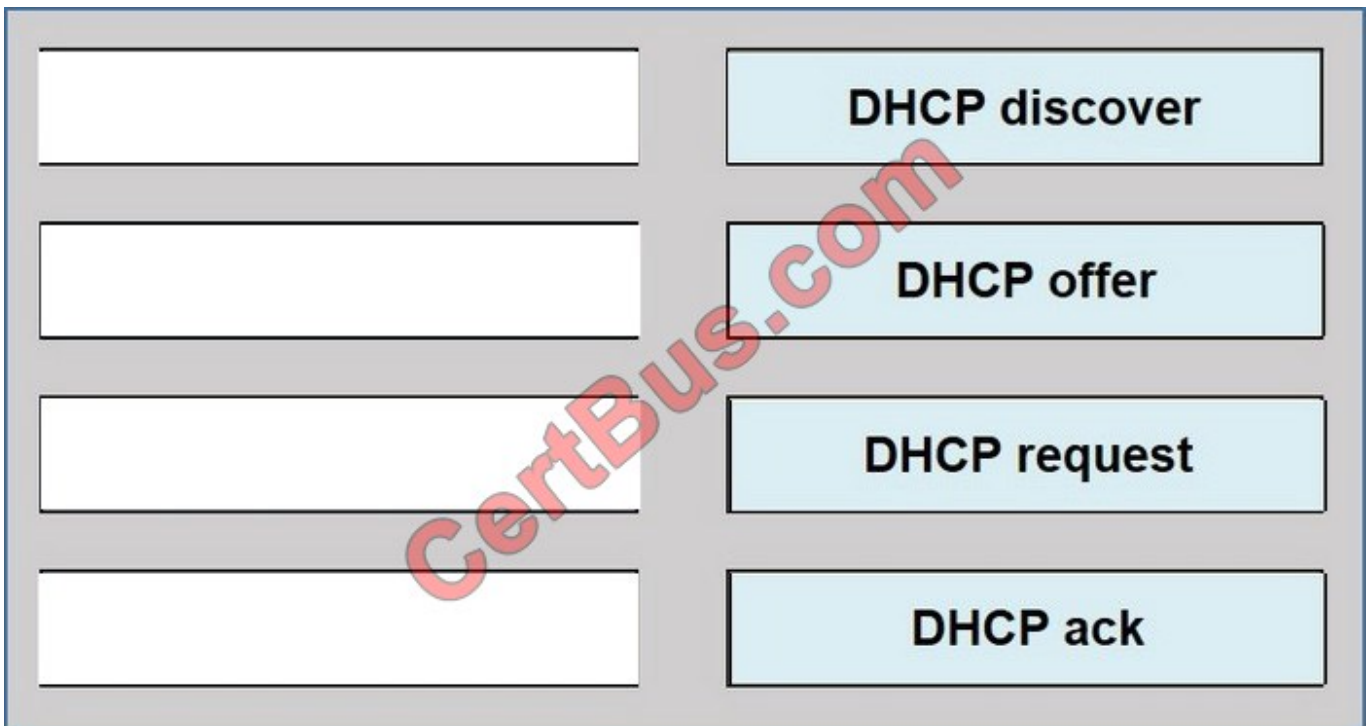 DHCP discover
DHCP offer
DHCP request
DHCP ack
CertBus.com